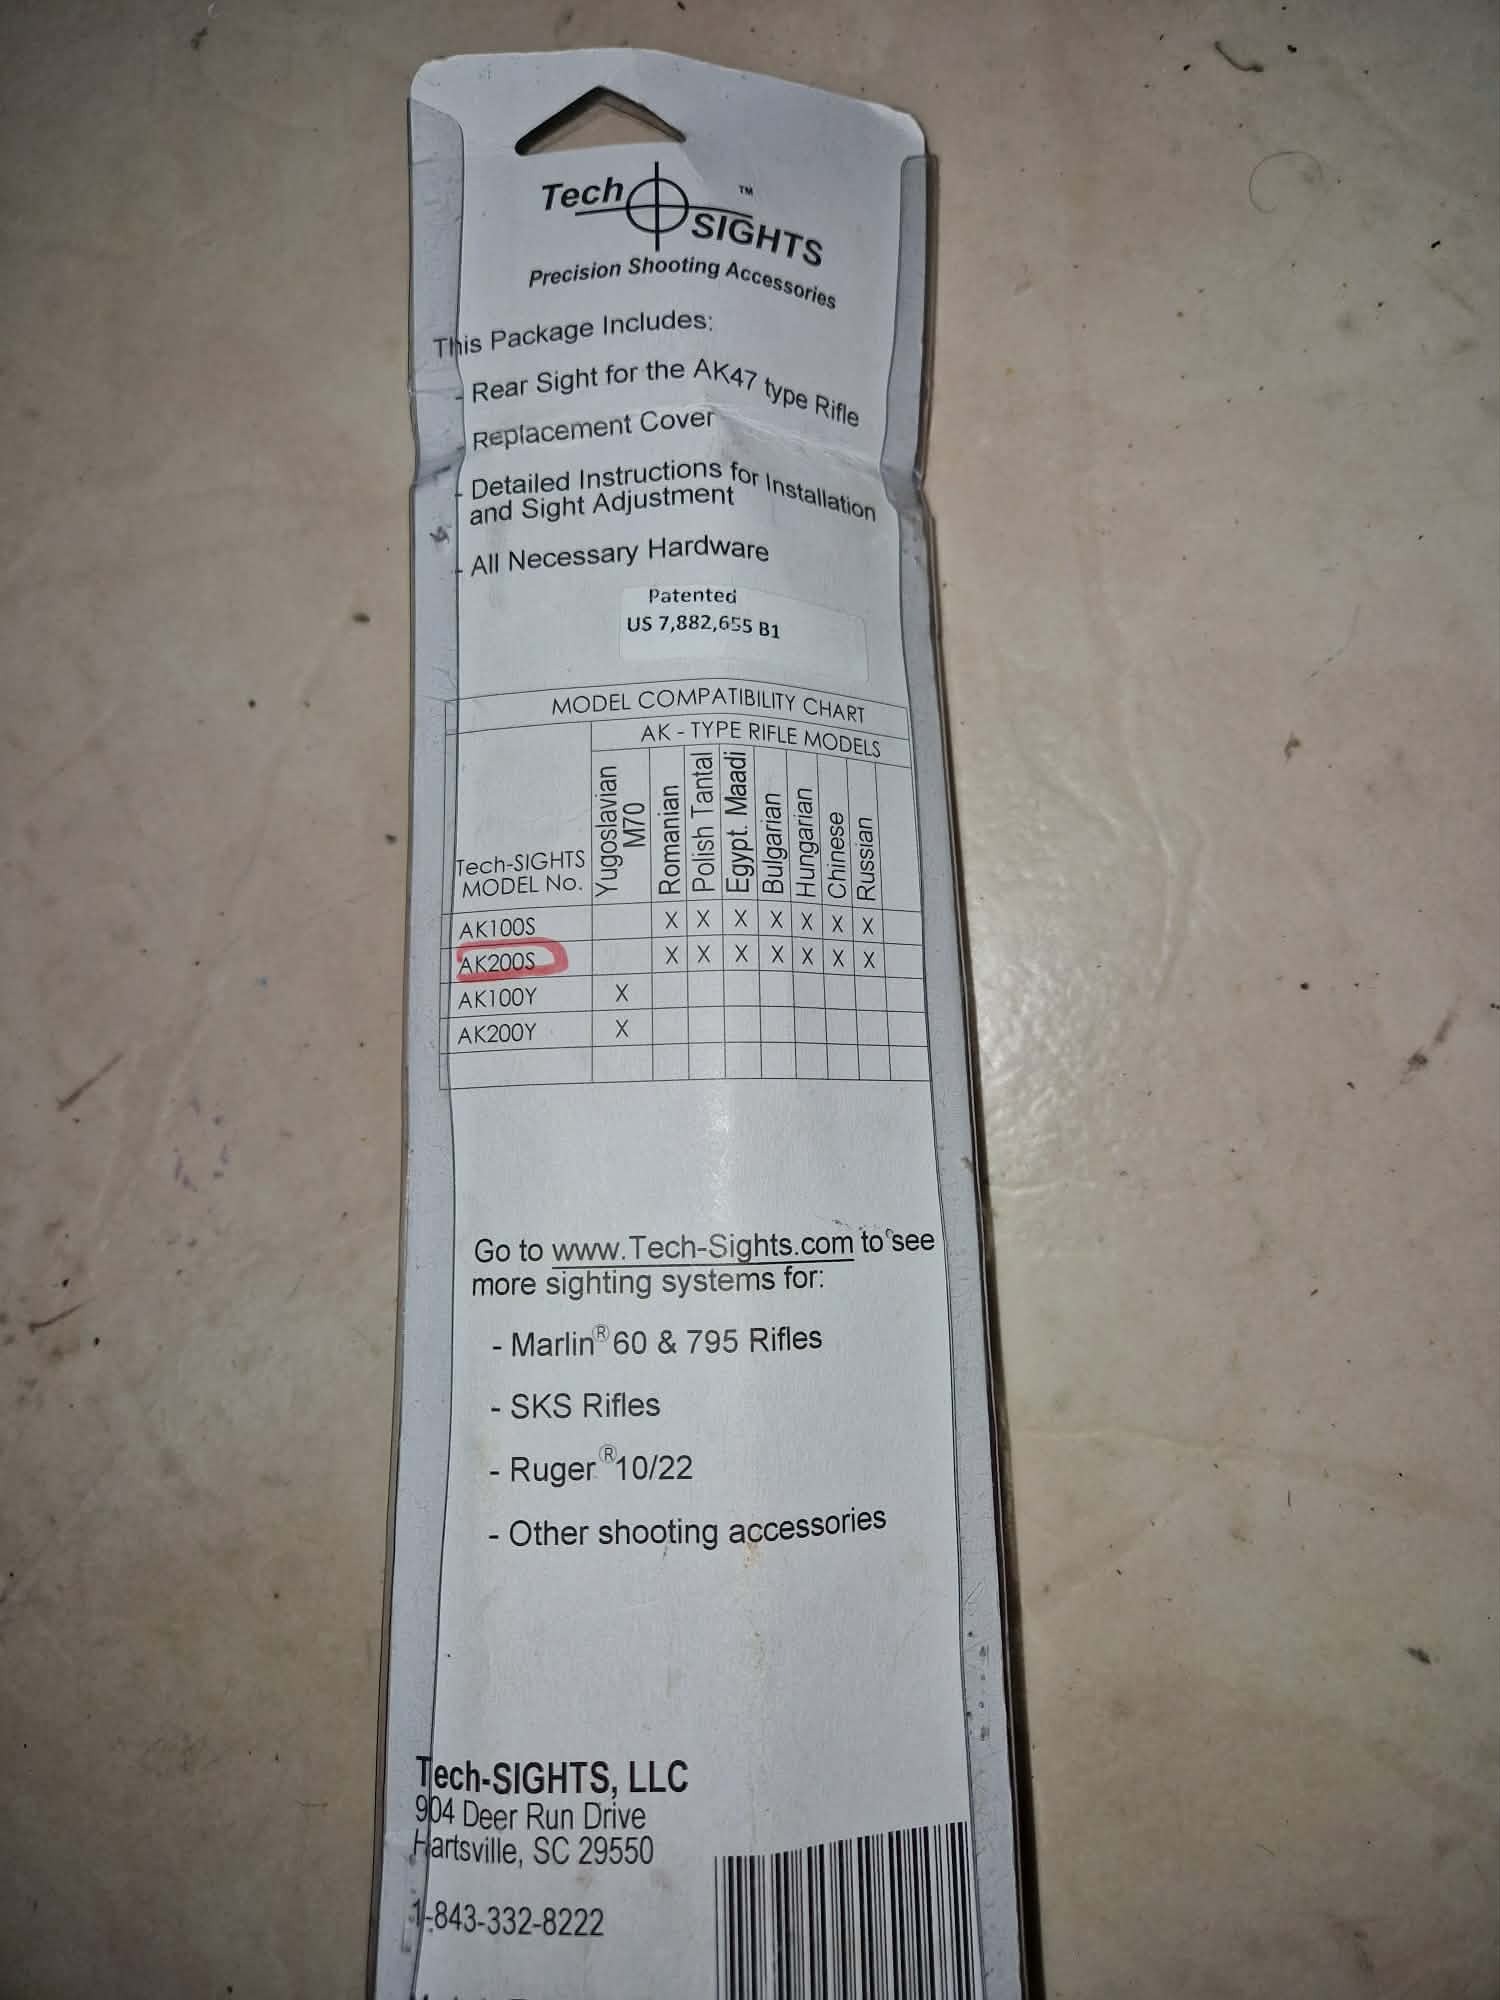 Tech SIGHTS ™
Precision Shooting Accessories
This Package Includes:
- Rear Sight for the AK47 type Rifle
- Replacement Cover
- Detailed Instructions for Installation
and Sight Adjustment
- All Necessary Hardware
Patented
US 7,882,655 B1
MODEL COMPATIBILITY CHART
AK - TYPE RIFLE MODELS
Tech-SIGHTS
MODEL No.
Yugoslavian
M70
Romanian
Polish Tantal
Egypt. Maadi
Bulgarian
Hungarian
Chinese
Russian
AK100S X X X X X X X
AK200S X X X X X X X
AK100Y X
AK200Y X
Go to www.Tech-Sights.com to see
more sighting systems for:
- Marlin® 60 & 795 Rifles
- SKS Rifles
- Ruger® 10/22
- Other shooting accessories
Tech-SIGHTS, LLC
904 Deer Run Drive
Hartsville, SC 29550
1-843-332-8222